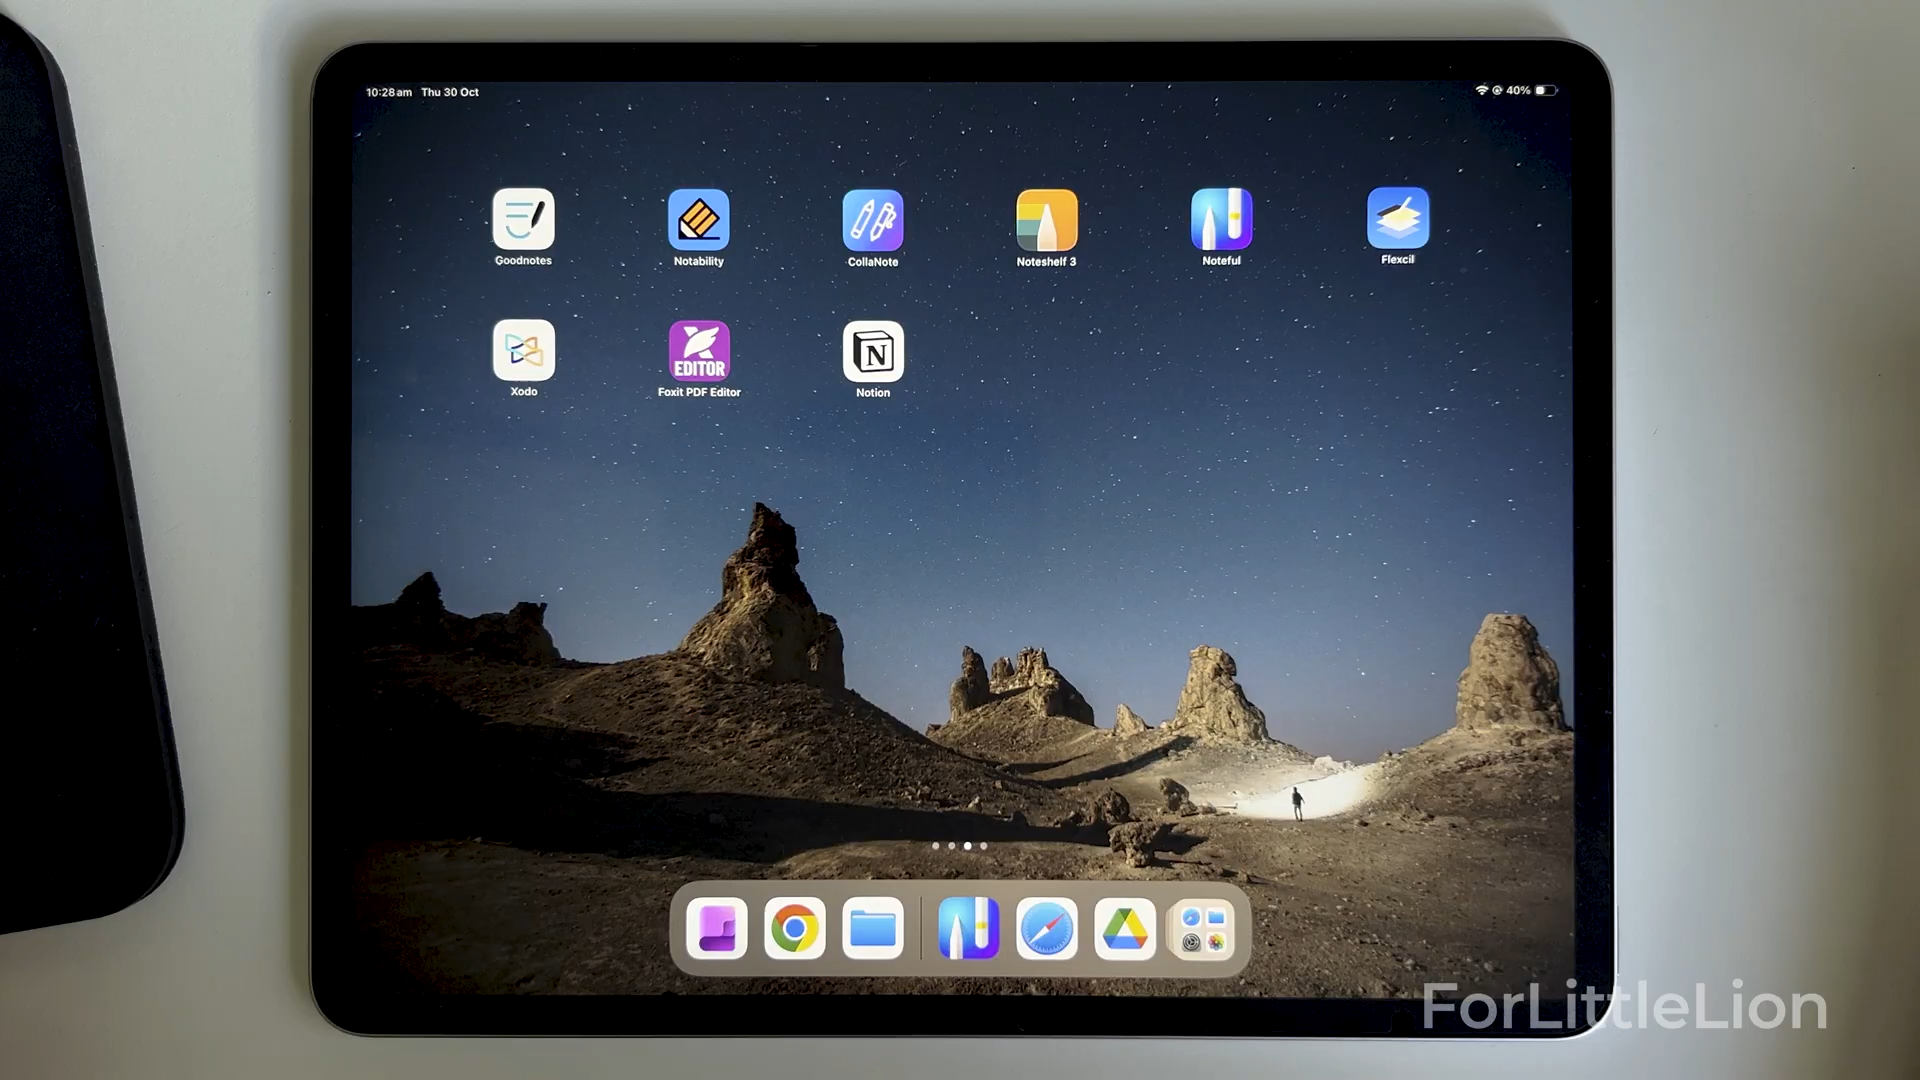 10:28 am Thu 30 Oct
40%
Goodnotes
Notability
CollaNote
Noteshelf 3
Noteful
Flexcil
Xodo
EDITOR
Foxit PDF Editor
N
Notion
ForLittleLion